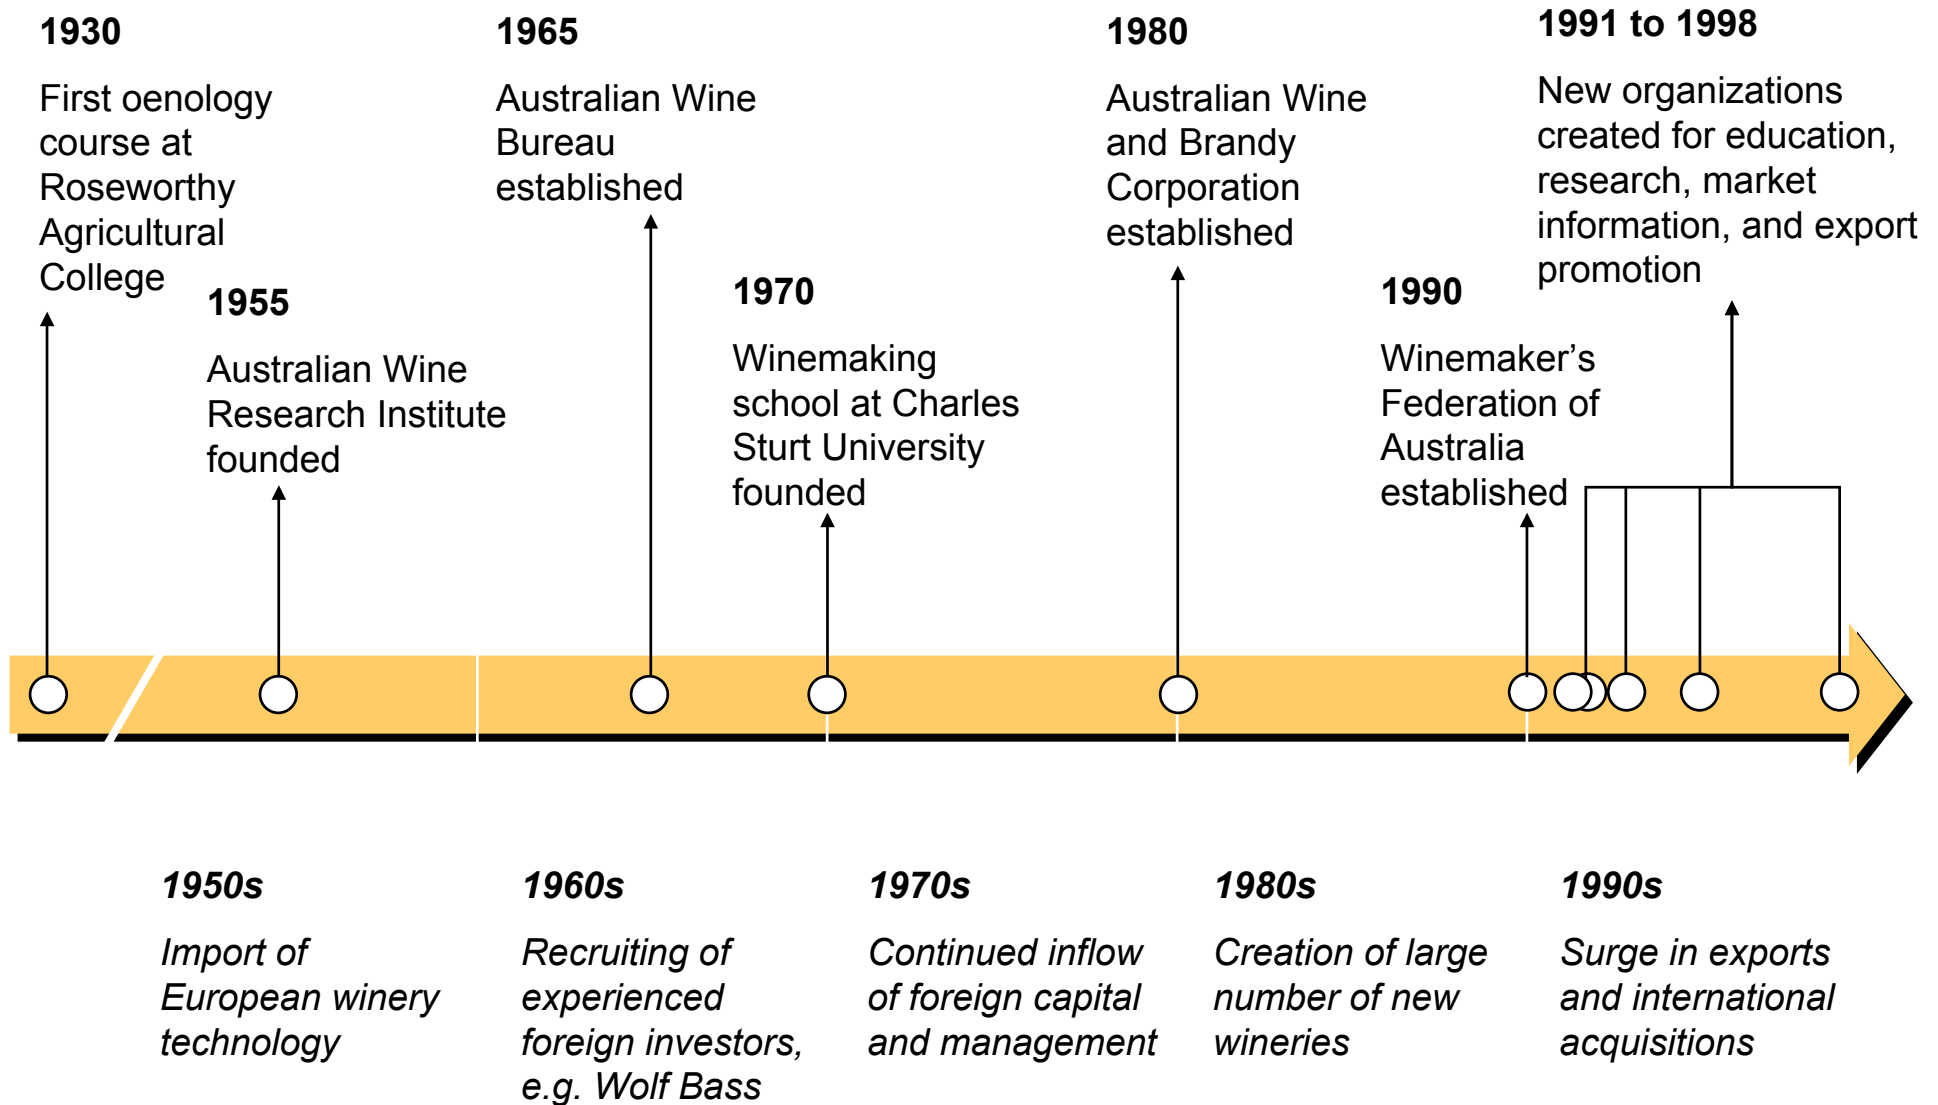 1930
First oenology
course at
Roseworthy
Agricultural
College
1955
Australian Wine
Research Institute
founded
1965
Australian Wine
Bureau
established
1970
Winemaking
school at Charles
Sturt University
founded
1980
Australian Wine
and Brandy
Corporation
established
1990
Winemaker’s
Federation of
Australia
established
1991 to 1998
New organizations
created for education,
research, market
information, and export
promotion
1950s
Import of
European winery
technology
1960s
Recruiting of
experienced
foreign investors,
e.g. Wolf Bass
1970s
Continued inflow
of foreign capital
and management
1980s
Creation of large
number of new
wineries
1990s
Surge in exports
and international
acquisitions